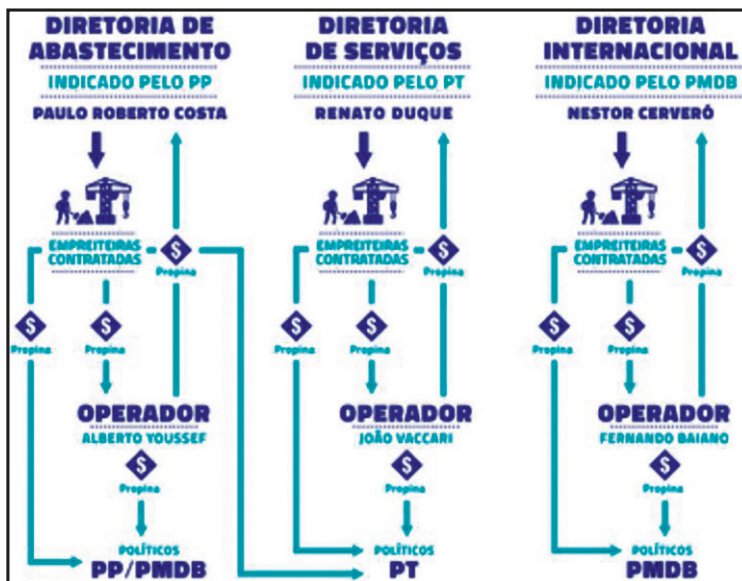 DIRETORIA DE
ABASTECIMENTO
INDICADO PELO PP
PAULO ROBERTO COSTA
EMPREITEIRAS
CONTRATADAS
$
Propina
$
Propina
$
Propina
OPERADOR
ALBERTO YOUSSEF
$
Propina
POLÍTICOS
PP/PMDB
DIRETORIA
DE SERVIÇOS
INDICADO PELO PT
RENATO DUQUE
EMPREITEIRAS
CONTRATADAS
$
Propina
$
Propina
$
Propina
OPERADOR
JOÃO VACCARI
$
Propina
POLÍTICOS
PT
DIRETORIA
INTERNACIONAL
INDICADO PELO PMDB
NESTOR CERVERÓ
EMPREITEIRAS
CONTRATADAS
$
Propina
$
Propina
$
Propina
OPERADOR
FERNANDO BAIANO
$
Propina
POLÍTICOS
PMDB